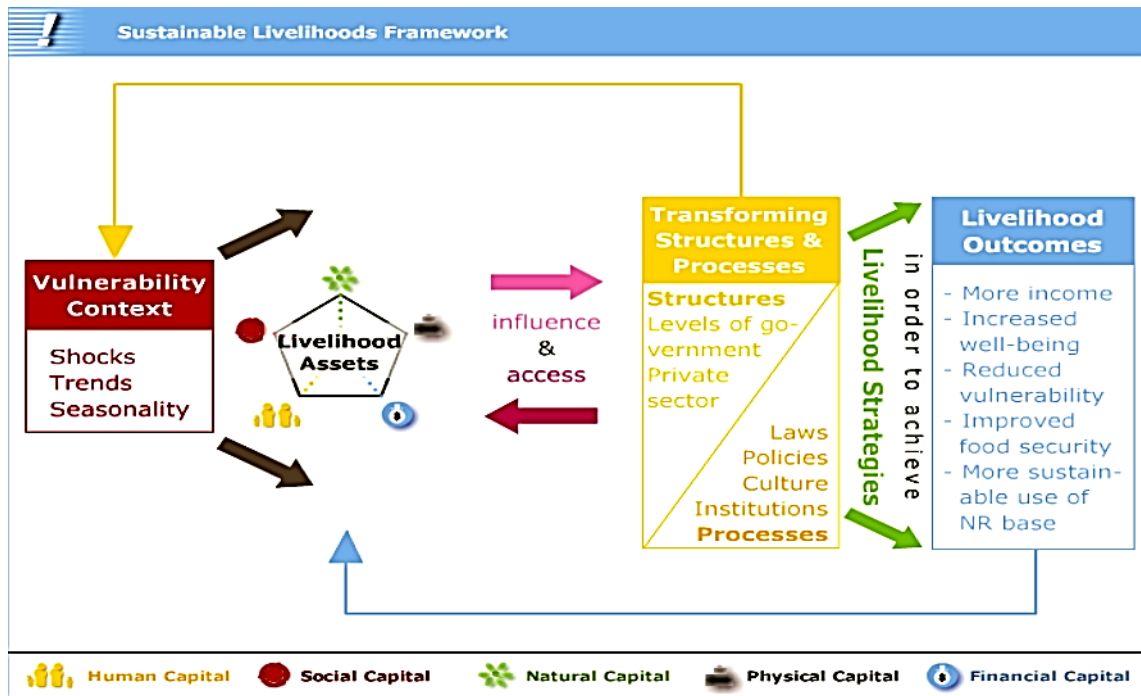 !
Sustainable Livelihoods Framework
Vulnerability
Context
Shocks
Trends
Seasonality
Livelihood
Assets
influence
&
access
Transforming
Structures &
Processes
Structures
Levels of go-
vernment
Private
sector
Laws
Policies
Culture
Institutions
Processes
Livelihood Strategies
in order to achieve
Livelihood
Outcomes
- More income
- Increased
well-being
- Reduced
vulnerability
- Improved
food security
- More sustain-
able use of
NR base
Human Capital
Social Capital
Natural Capital
Physical Capital
Financial Capital